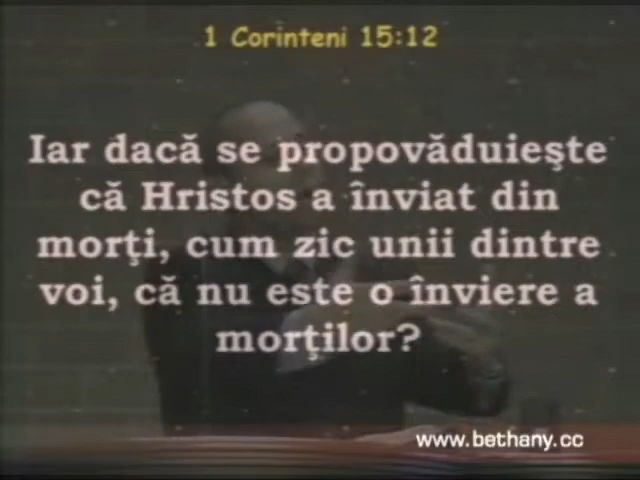 1 Corinteni 15:12
Iar dacă se propovăduieşte
că Hristos a înviat din
morţi, cum zic unii dintre
voi, că nu este o înviere a
morţilor?
www.bethany.cc